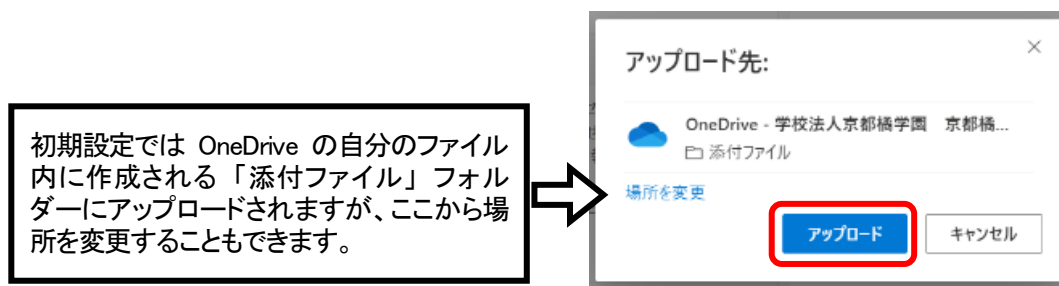 初期設定では OneDrive の自分のファイル
内に作成される「添付ファイル」フォル
ダーにアップロードされますが、ここから場
所を変更することもできます。
アップロード先:
OneDrive - 学校法人京都橘学園　京都橘...
添付ファイル
場所を変更
アップロード
キャンセル